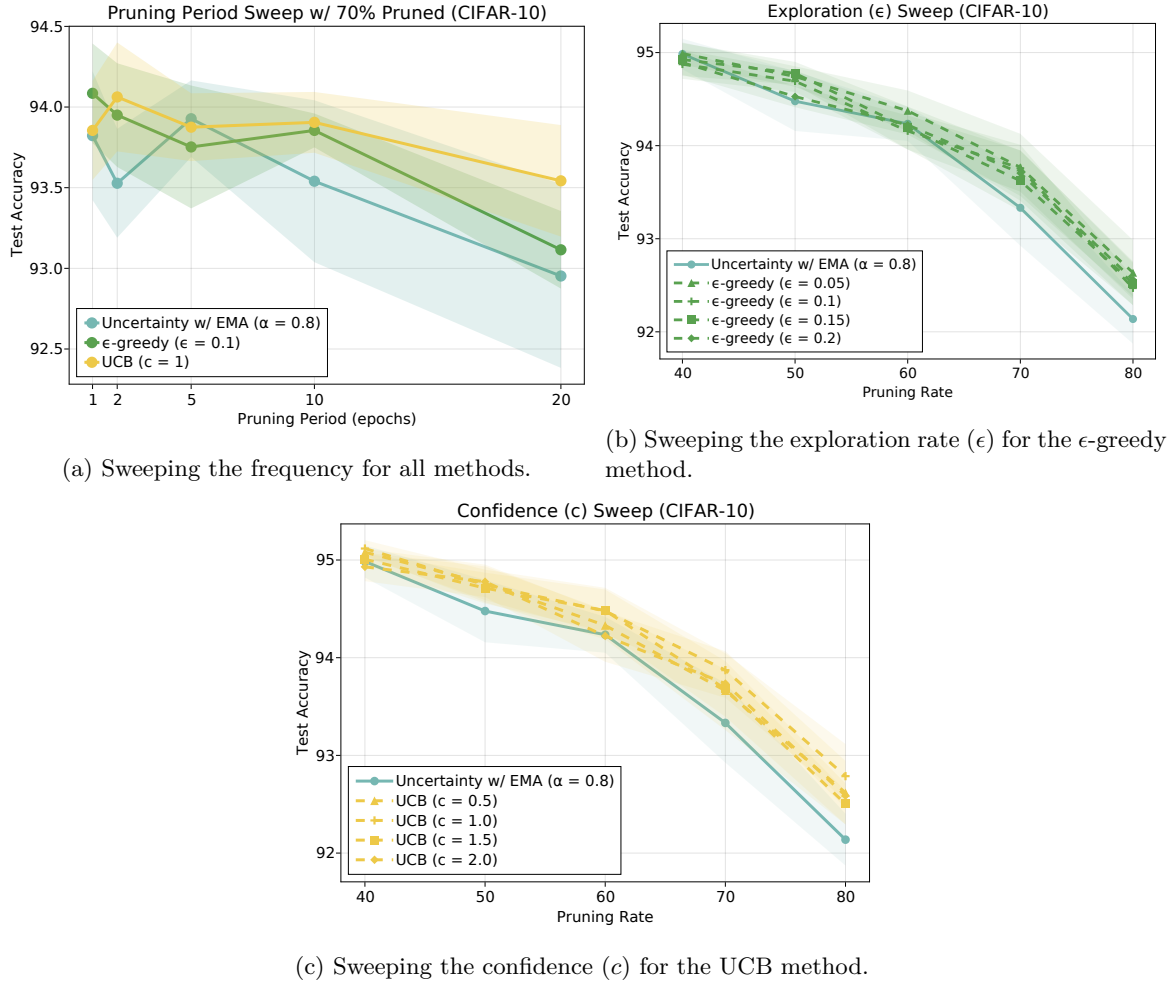 Pruning Period Sweep w/ 70% Pruned (CIFAR-10)
94.5
94.0
93.5
93.0
92.5
Test Accuracy
Uncertainty w/ EMA (α = 0.8)
ϵ-greedy (ϵ = 0.1)
UCB (c = 1)
1 2 5 10 20
Pruning Period (epochs)
(a) Sweeping the frequency for all methods.
Exploration (ϵ) Sweep (CIFAR-10)
95
94
93
92
Test Accuracy
Uncertainty w/ EMA (α = 0.8)
ϵ-greedy (ϵ = 0.05)
ϵ-greedy (ϵ = 0.1)
ϵ-greedy (ϵ = 0.15)
ϵ-greedy (ϵ = 0.2)
40 50 60 70 80
Pruning Rate
(b) Sweeping the exploration rate (ϵ) for the ϵ-greedy
method.
Confidence (c) Sweep (CIFAR-10)
95
94
93
92
Test Accuracy
Uncertainty w/ EMA (α = 0.8)
UCB (c = 0.5)
UCB (c = 1.0)
UCB (c = 1.5)
UCB (c = 2.0)
40 50 60 70 80
Pruning Rate
(c) Sweeping the confidence (c) for the UCB method.